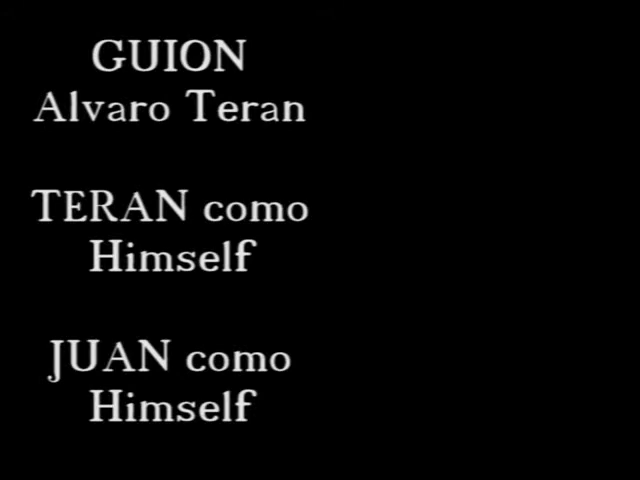 GUION
Alvaro Teran
TERAN como
Himself
JUAN como
Himself